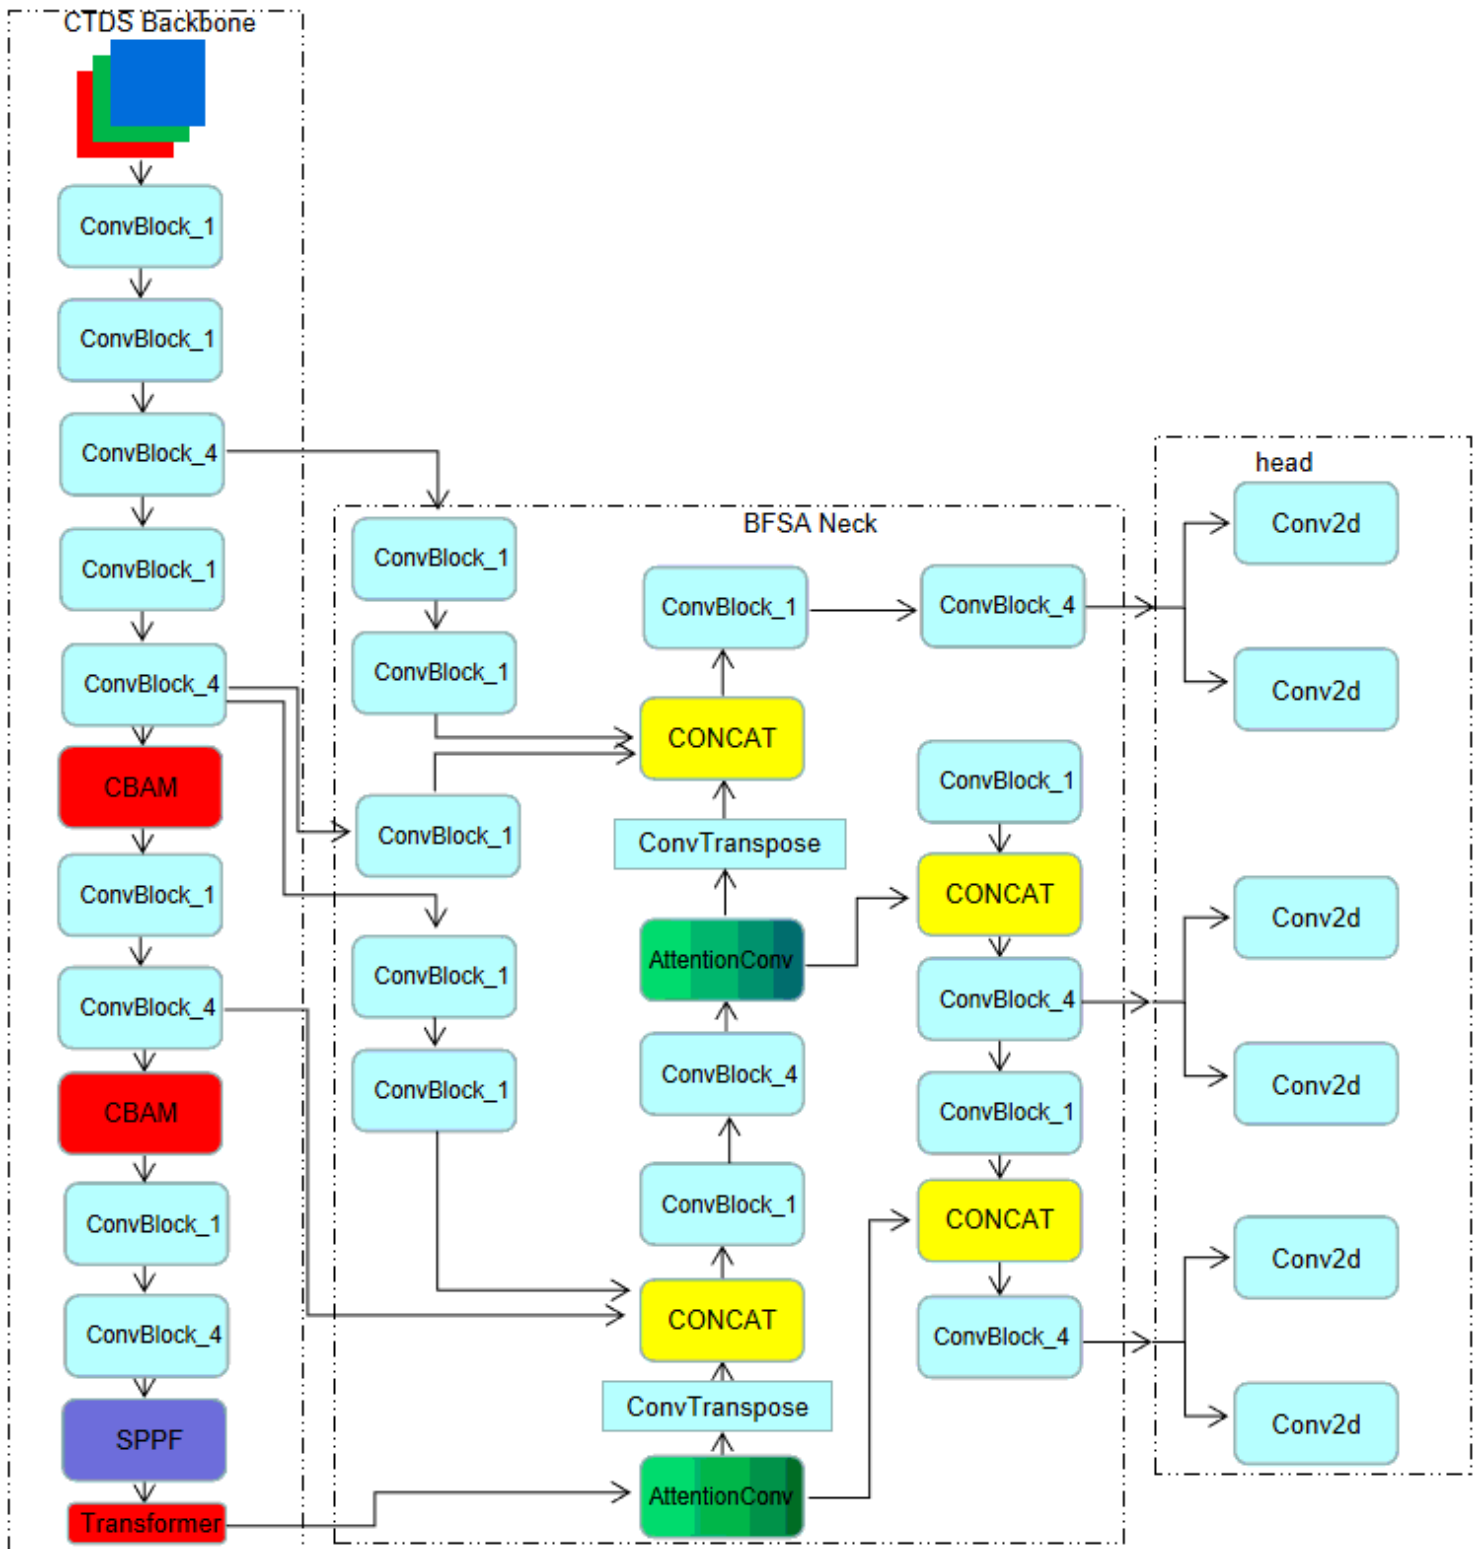 CTDS Backbone
ConvBlock_1
ConvBlock_1
ConvBlock_4
ConvBlock_1
ConvBlock_4
CBAM
ConvBlock_1
ConvBlock_4
CBAM
ConvBlock_1
ConvBlock_4
SPPF
Transformer
BFSA Neck
ConvBlock_1
ConvBlock_1
ConvBlock_1
ConvBlock_1
ConvBlock_1
ConvBlock_1
CONCAT
ConvTranspose
AttentionConv
ConvBlock_4
ConvBlock_1
CONCAT
ConvTranspose
AttentionConv
ConvBlock_4
ConvBlock_1
CONCAT
ConvBlock_4
ConvBlock_1
CONCAT
ConvBlock_4
head
Conv2d
Conv2d
Conv2d
Conv2d
Conv2d
Conv2d